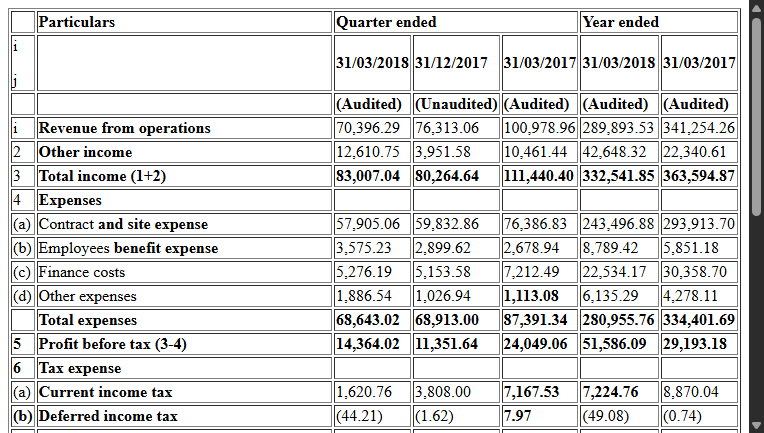 Particulars Quarter ended Year ended
i
j
31/03/2018 31/12/2017 31/03/2017 31/03/2018 31/03/2017
(Audited) (Unaudited) (Audited) (Audited) (Audited)
i Revenue from operations 70,396.29 76,313.06 100,978.96 289,893.53 341,254.26
2 Other income 12,610.75 3,951.58 10,461.44 42,648.32 22,340.61
3 Total income (1+2) 83,007.04 80,264.64 111,440.40 332,541.85 363,594.87
4 Expenses
(a) Contract and site expense 57,905.06 59,832.86 76,386.83 243,496.88 293,913.70
(b) Employees benefit expense 3,575.23 2,899.62 2,678.94 8,789.42 5,851.18
(c) Finance costs 5,276.19 5,153.58 7,212.49 22,534.17 30,358.70
(d) Other expenses 1,886.54 1,026.94 1,113.08 6,135.29 4,278.11
Total expenses 68,643.02 68,913.00 87,391.34 280,955.76 334,401.69
5 Profit before tax (3-4) 14,364.02 11,351.64 24,049.06 51,586.09 29,193.18
6 Tax expense
(a) Current income tax 1,620.76 3,808.00 7,167.53 7,224.76 8,870.04
(b) Deferred income tax (44.21) (1.62) 7.97 (49.08) (0.74)